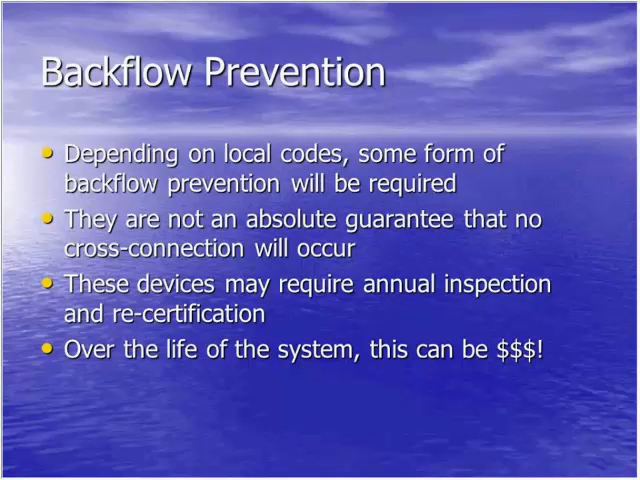 Backflow Prevention
• Depending on local codes, some form of
backflow prevention will be required
• They are not an absolute guarantee that no
cross-connection will occur
• These devices may require annual inspection
and re-certification
• Over the life of the system, this can be $$$!